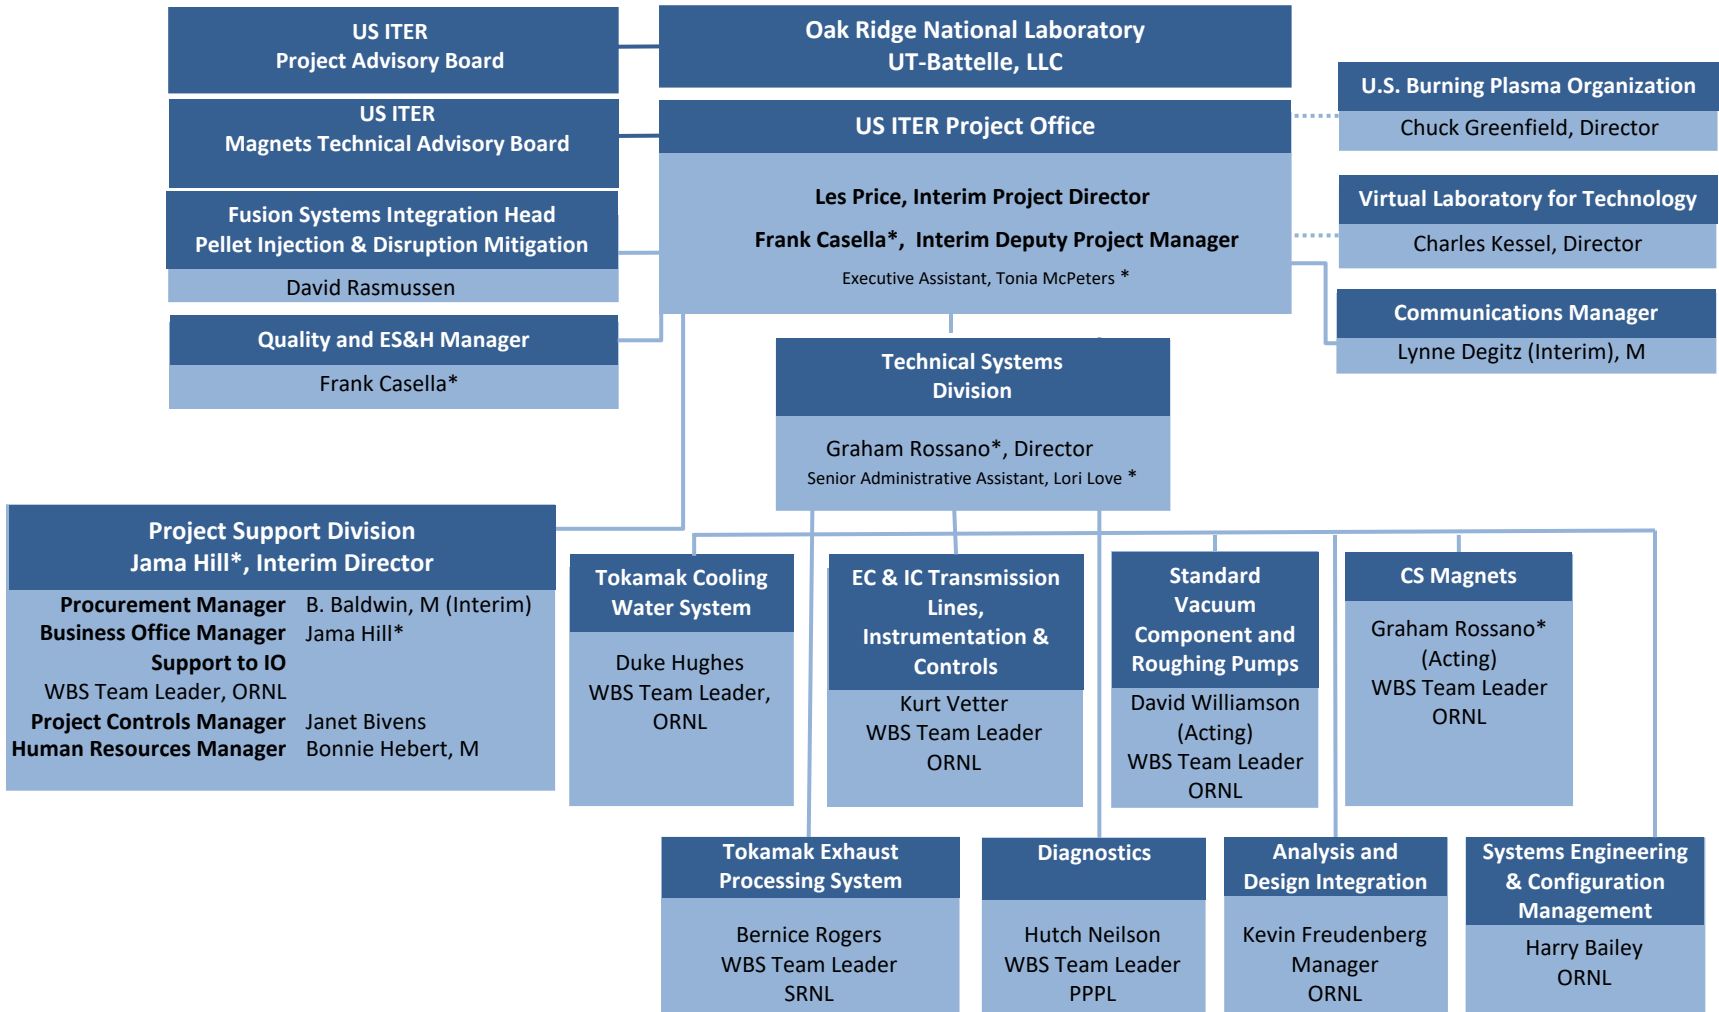 US ITER
Project Advisory Board
Oak Ridge National Laboratory
UT-Battelle, LLC
US ITER
Magnets Technical Advisory Board
US ITER Project Office
Les Price, Interim Project Director
Frank Casella*, Interim Deputy Project Manager
Executive Assistant, Tonia McPeters *
U.S. Burning Plasma Organization
Chuck Greenfield, Director
Virtual Laboratory for Technology
Charles Kessel, Director
Communications Manager
Lynne Degitz (Interim), M
Fusion Systems Integration Head
Pellet Injection & Disruption Mitigation
David Rasmussen
Quality and ES&H Manager
Frank Casella*
Technical Systems
Division
Graham Rossano*, Director
Senior Administrative Assistant, Lori Love *
Project Support Division
Jama Hill*, Interim Director
Procurement Manager B. Baldwin, M (Interim)
Business Office Manager Jama Hill*
Support to IO
WBS Team Leader, ORNL
Project Controls Manager Janet Bivens
Human Resources Manager Bonnie Hebert, M
Tokamak Cooling
Water System
Duke Hughes
WBS Team Leader,
ORNL
EC & IC Transmission
Lines,
Instrumentation &
Controls
Kurt Vetter
WBS Team Leader
ORNL
Standard
Vacuum
Component and
Roughing Pumps
David Williamson
(Acting)
WBS Team Leader
ORNL
CS Magnets
Graham Rossano*
(Acting)
WBS Team Leader
ORNL
Tokamak Exhaust
Processing System
Bernice Rogers
WBS Team Leader
SRNL
Diagnostics
Hutch Neilson
WBS Team Leader
PPPL
Analysis and
Design Integration
Kevin Freudenberg
Manager
ORNL
Systems Engineering
& Configuration
Management
Harry Bailey
ORNL